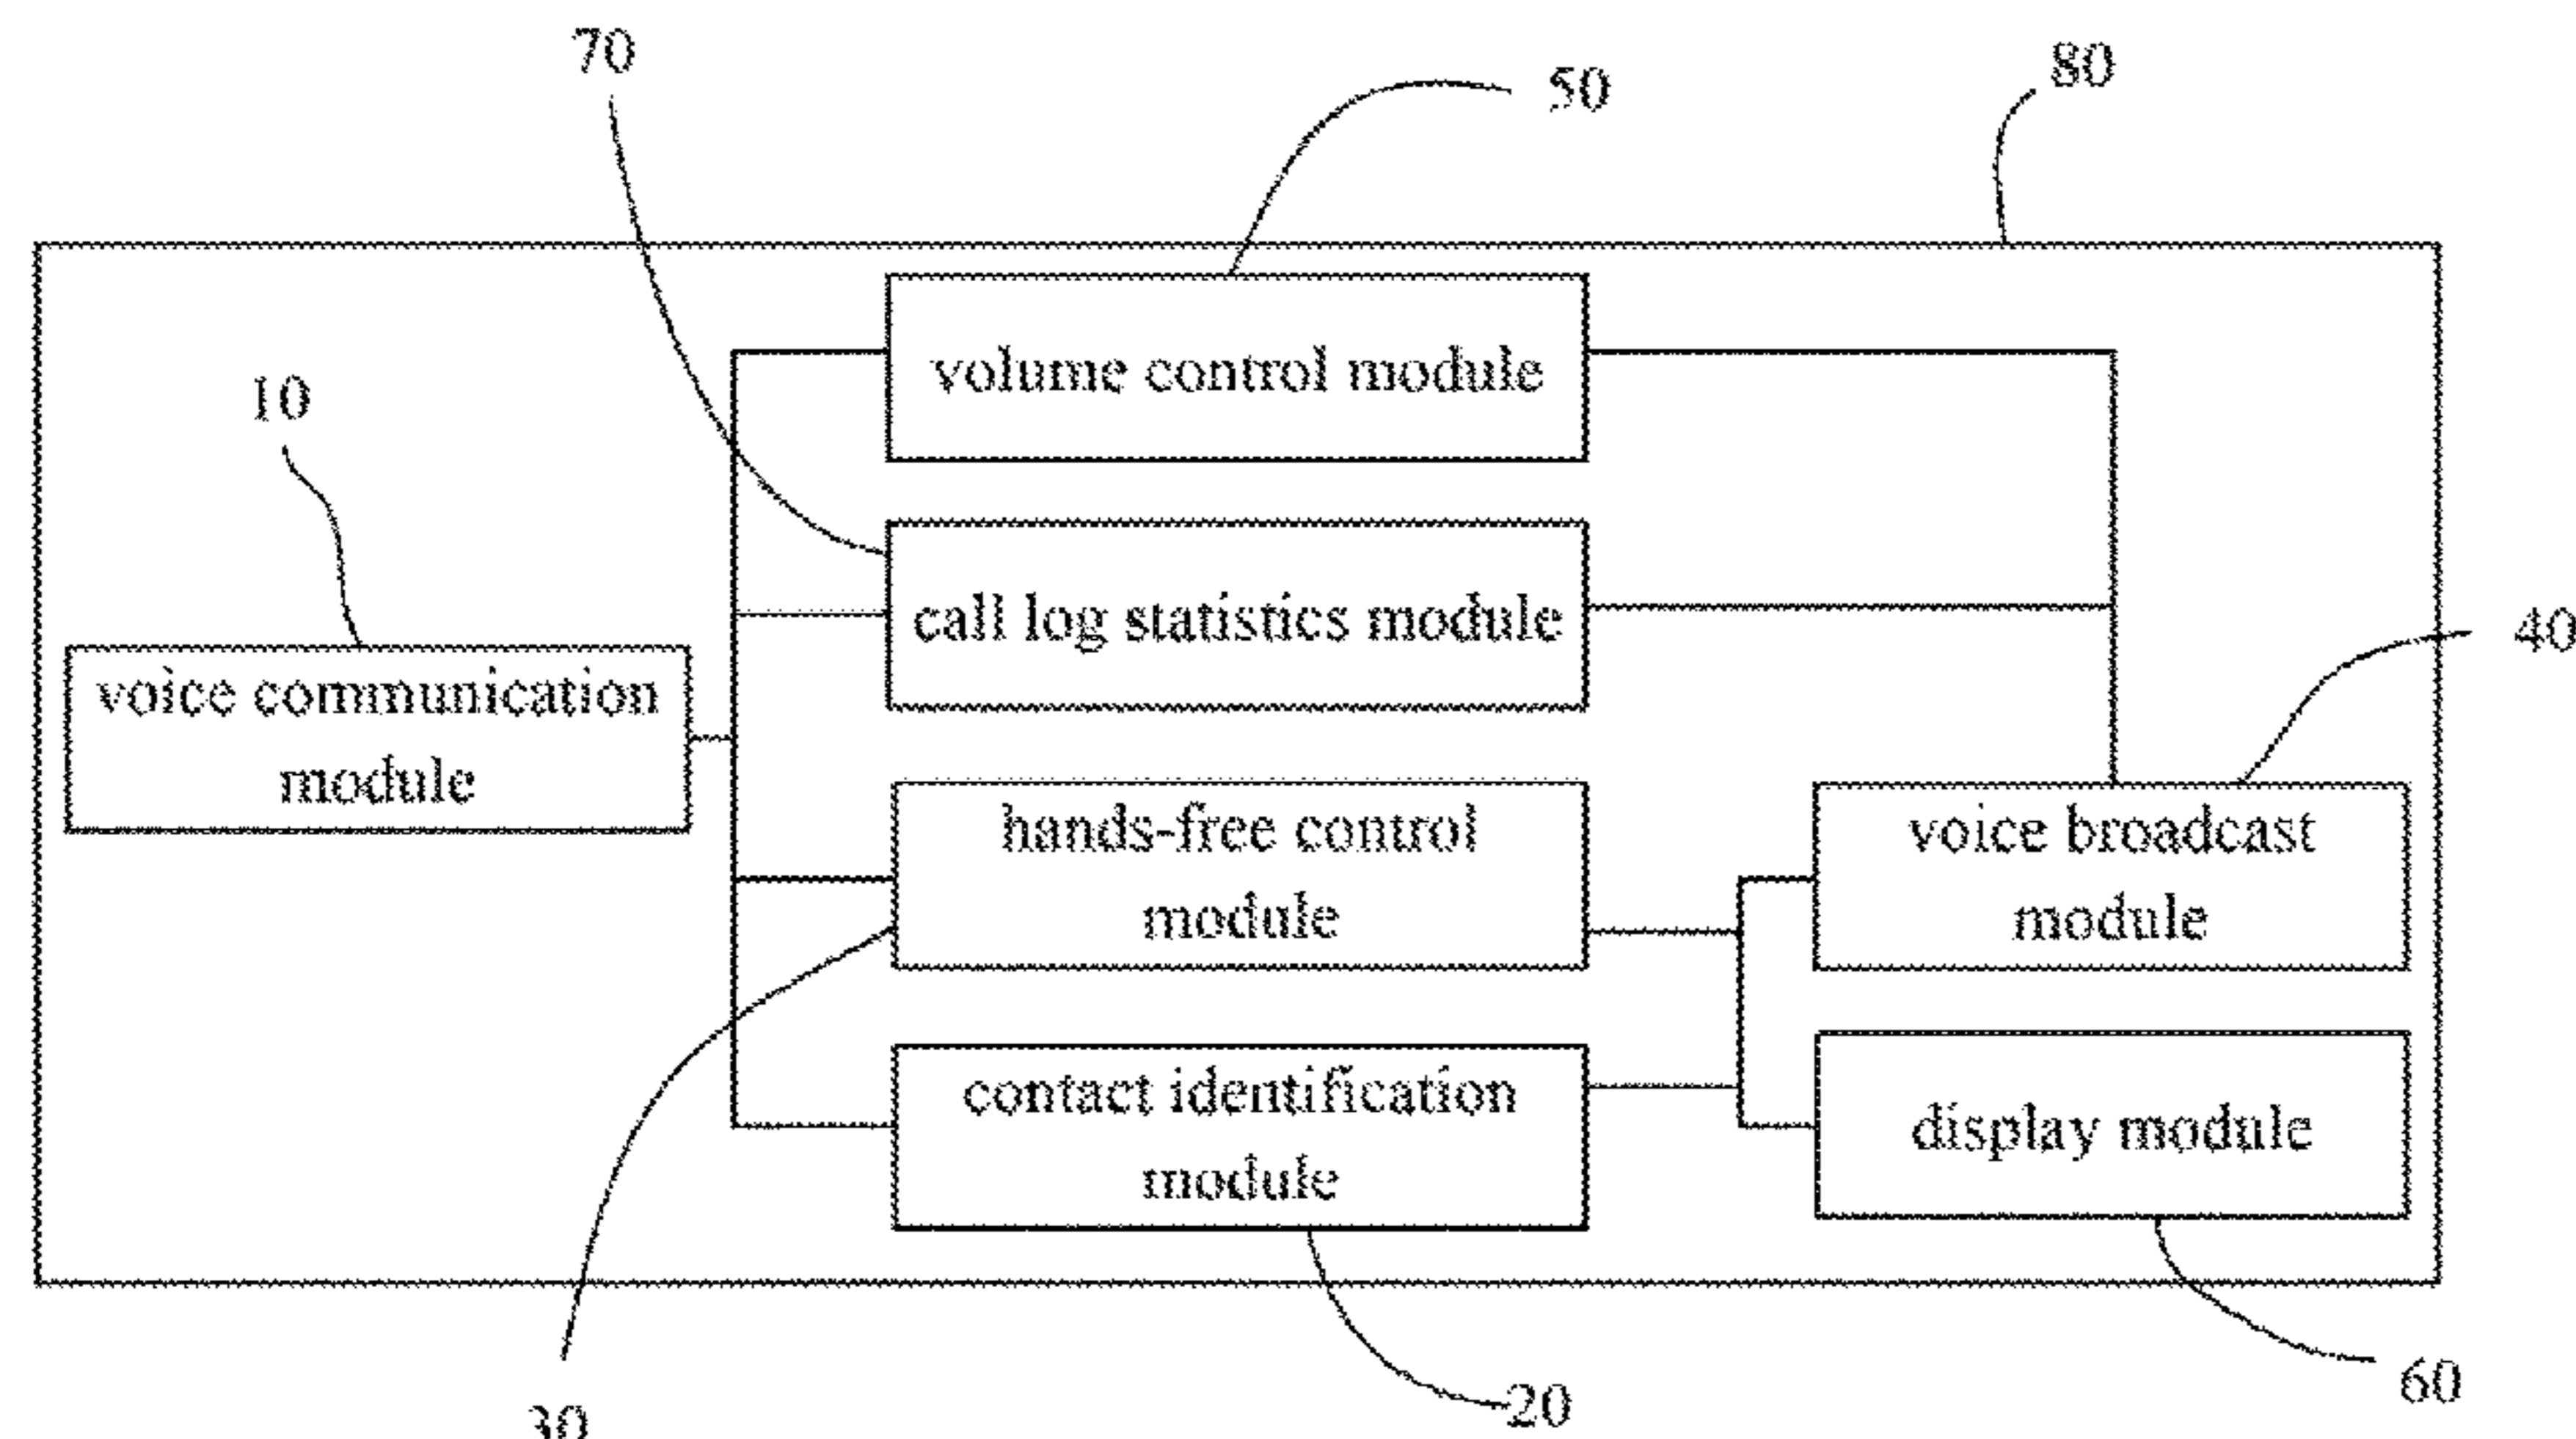 70
50
80
volume control module
10
call log statistics module
40
voice communication
module
hands-free control
module
voice broadcast
module
contact identification
module
display module
60
20
30